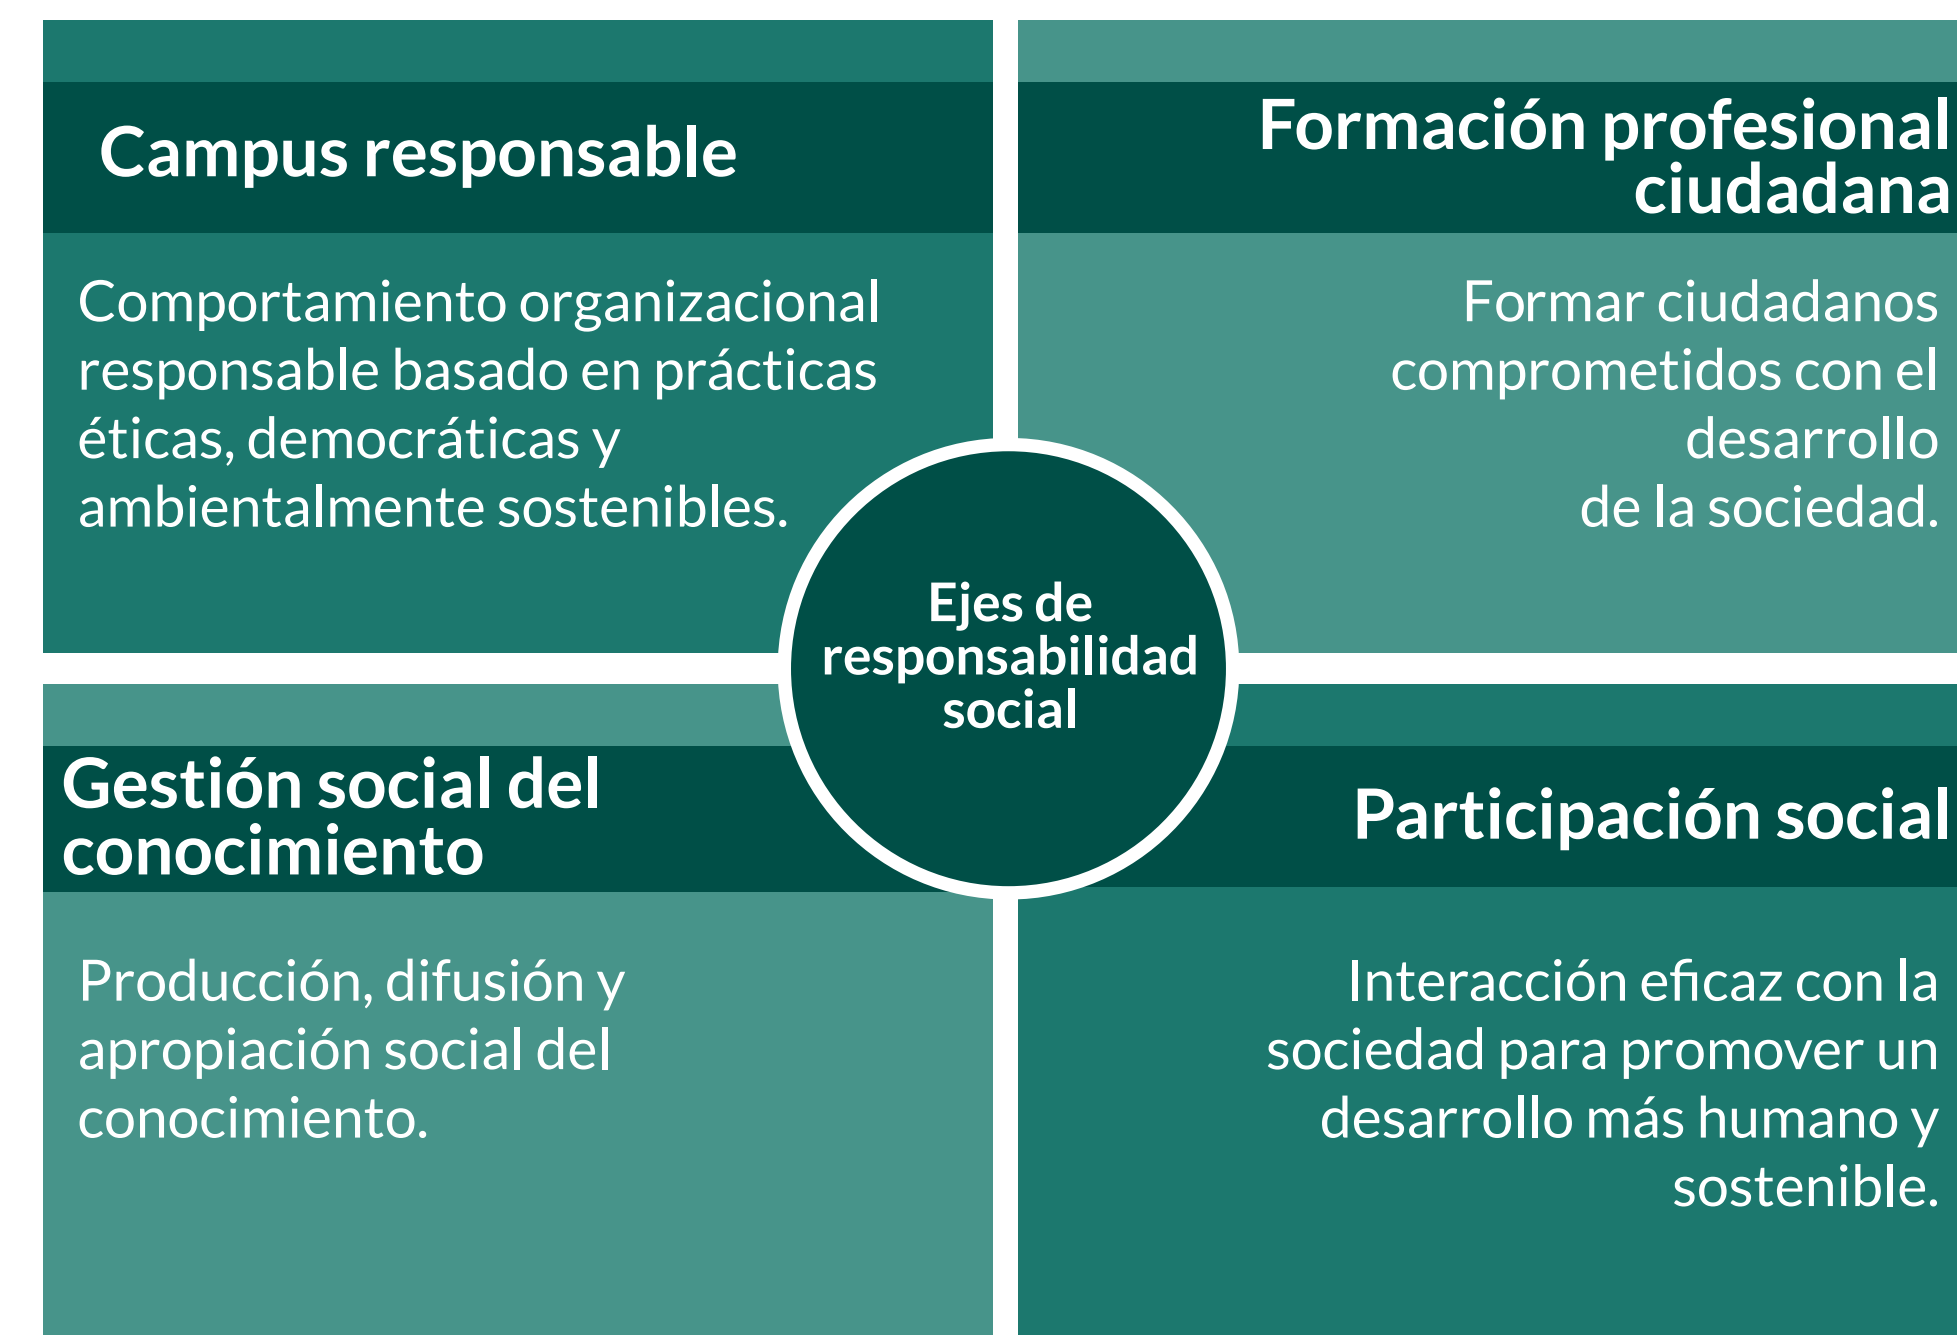 Campus responsable
Comportamiento organizacional
responsable basado en prácticas
éticas, democráticas y
ambientalmente sostenibles.
Formación profesional
ciudadana
Formar ciudadanos
comprometidos con el
desarrollo
de la sociedad.
Ejes de
responsabilidad
social
Gestión social del
conocimiento
Producción, difusión y
apropiación social del
conocimiento.
Participación social
Interacción eficaz con la
sociedad para promover un
desarrollo más humano y
sostenible.